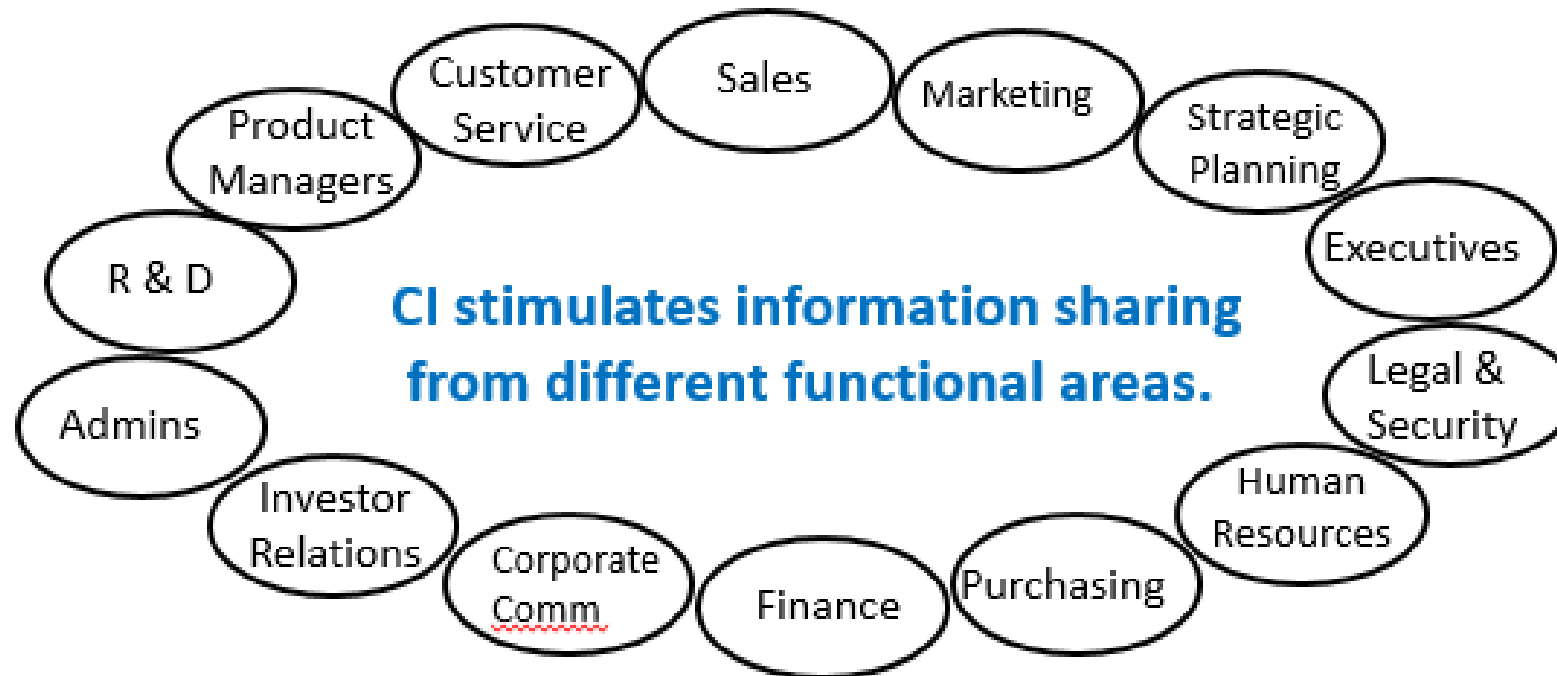 Customer
Service
Sales
Marketing
Strategic
Planning
Product
Managers
Executives
R & D
CI stimulates information sharing
from different functional areas.
Legal &
Security
Admins
Human
Resources
Investor
Relations
Corporate
Comm
Finance
Purchasing